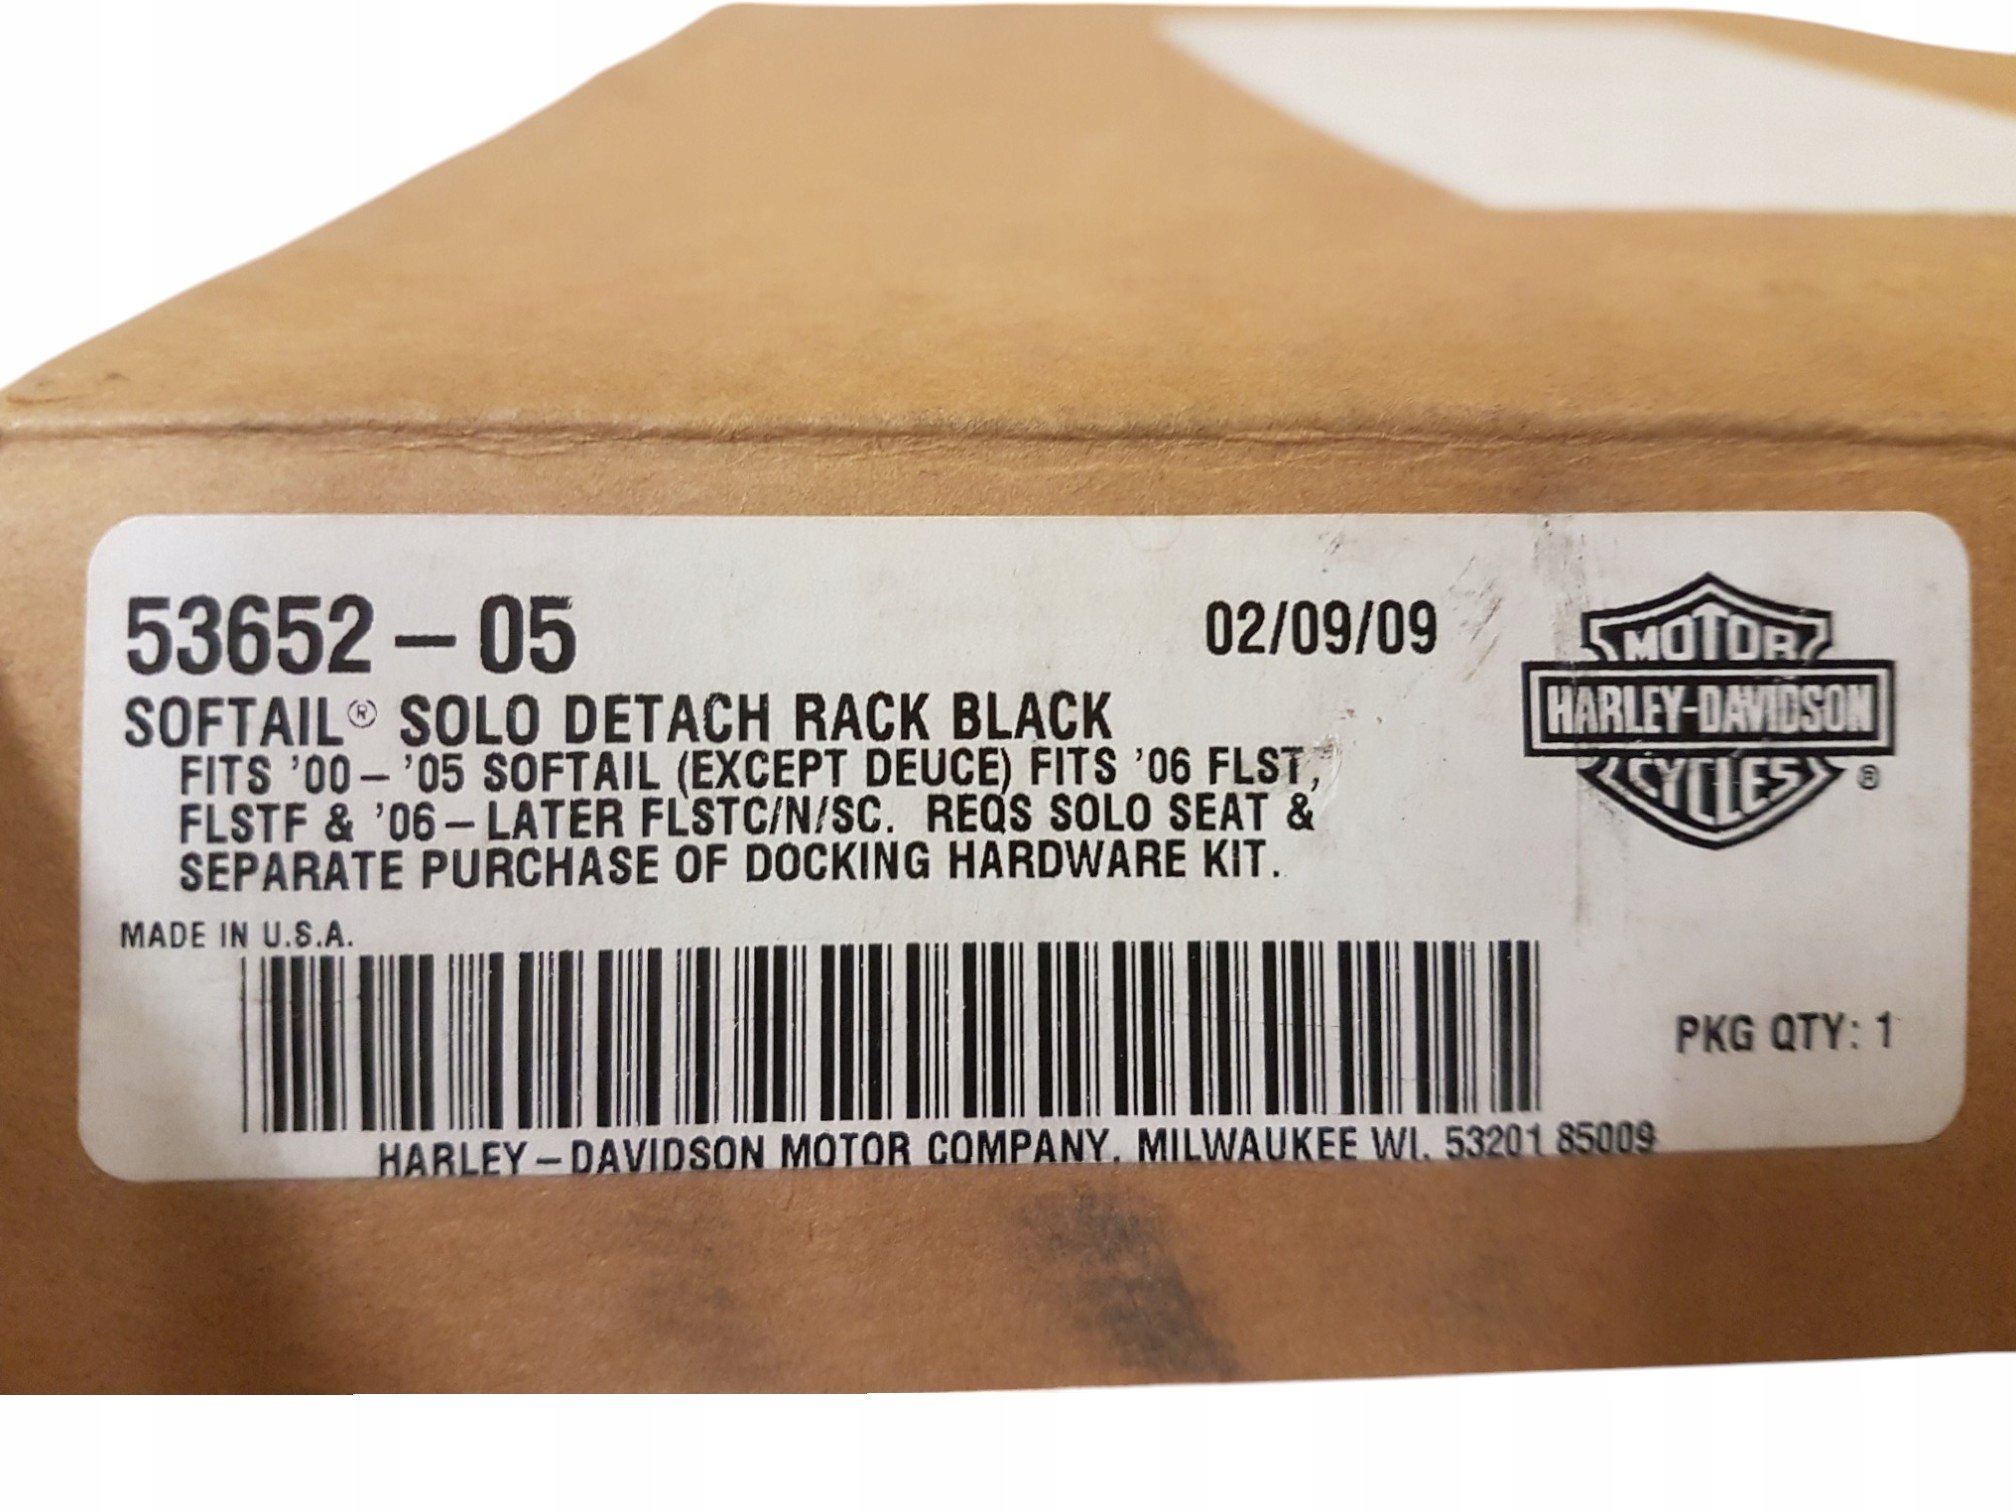 53652-05
02/09/09
SOFTAIL® SOLO DETACH RACK BLACK
FITS '00-'05 SOFTAIL (EXCEPT DEUCE) FITS '06 FLST,
FLSTF & '06-LATER FLSTC/N/SC. REQS SOLO SEAT &
SEPARATE PURCHASE OF DOCKING HARDWARE KIT.
MOTOR
HARLEY-DAVIDSON
CYCLES ®
MADE IN U.S.A.
PKG QTY: 1
HARLEY-DAVIDSON MOTOR COMPANY, MILWAUKEE WI, 53201 85009